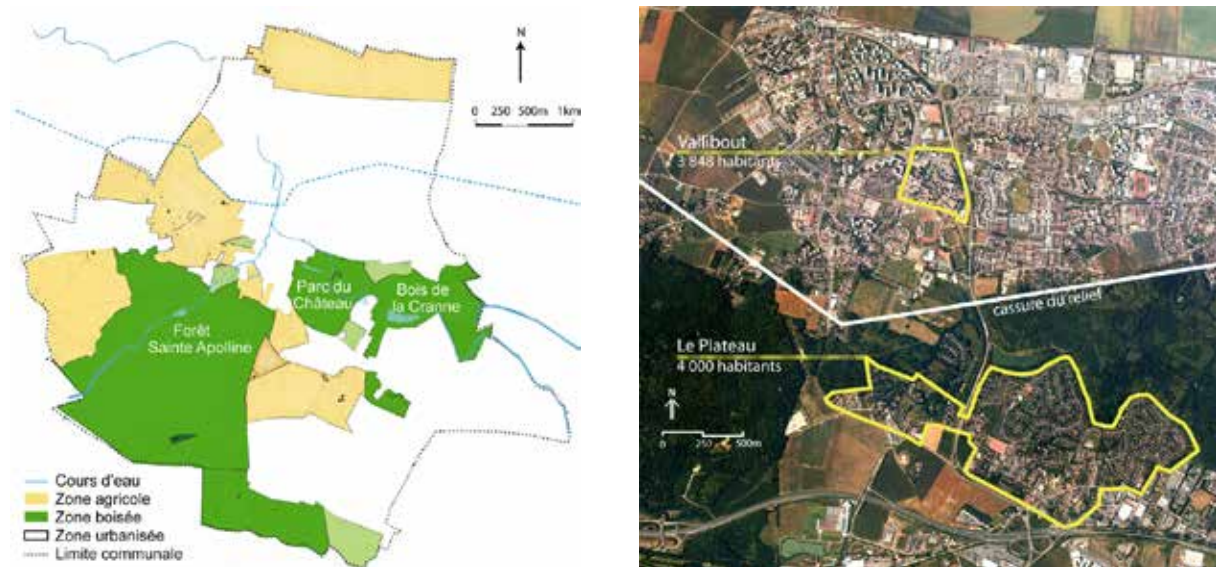 N
0 250 500m 1km
Parc du
Château
Bois de
la Cranne
Forêt
Sainte Apolline
Cours d'eau
Zone agricole
Zone boisée
Zone urbanisée
Limite communale
Vallibout
3 848 habitants
cassure du relief
Le Plateau
4 000 habitants
N
0 250 500m